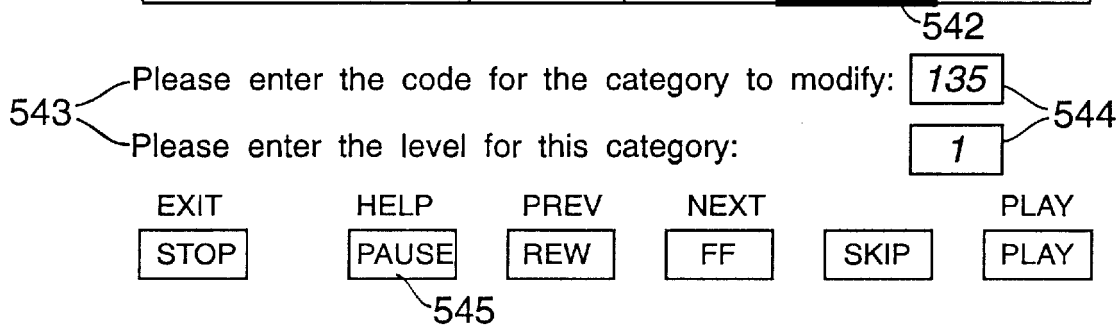 542
Please enter the code for the category to modify: 135
543
544
Please enter the level for this category: 1
EXIT HELP PREV NEXT PLAY
STOP PAUSE REW FF SKIP PLAY
545